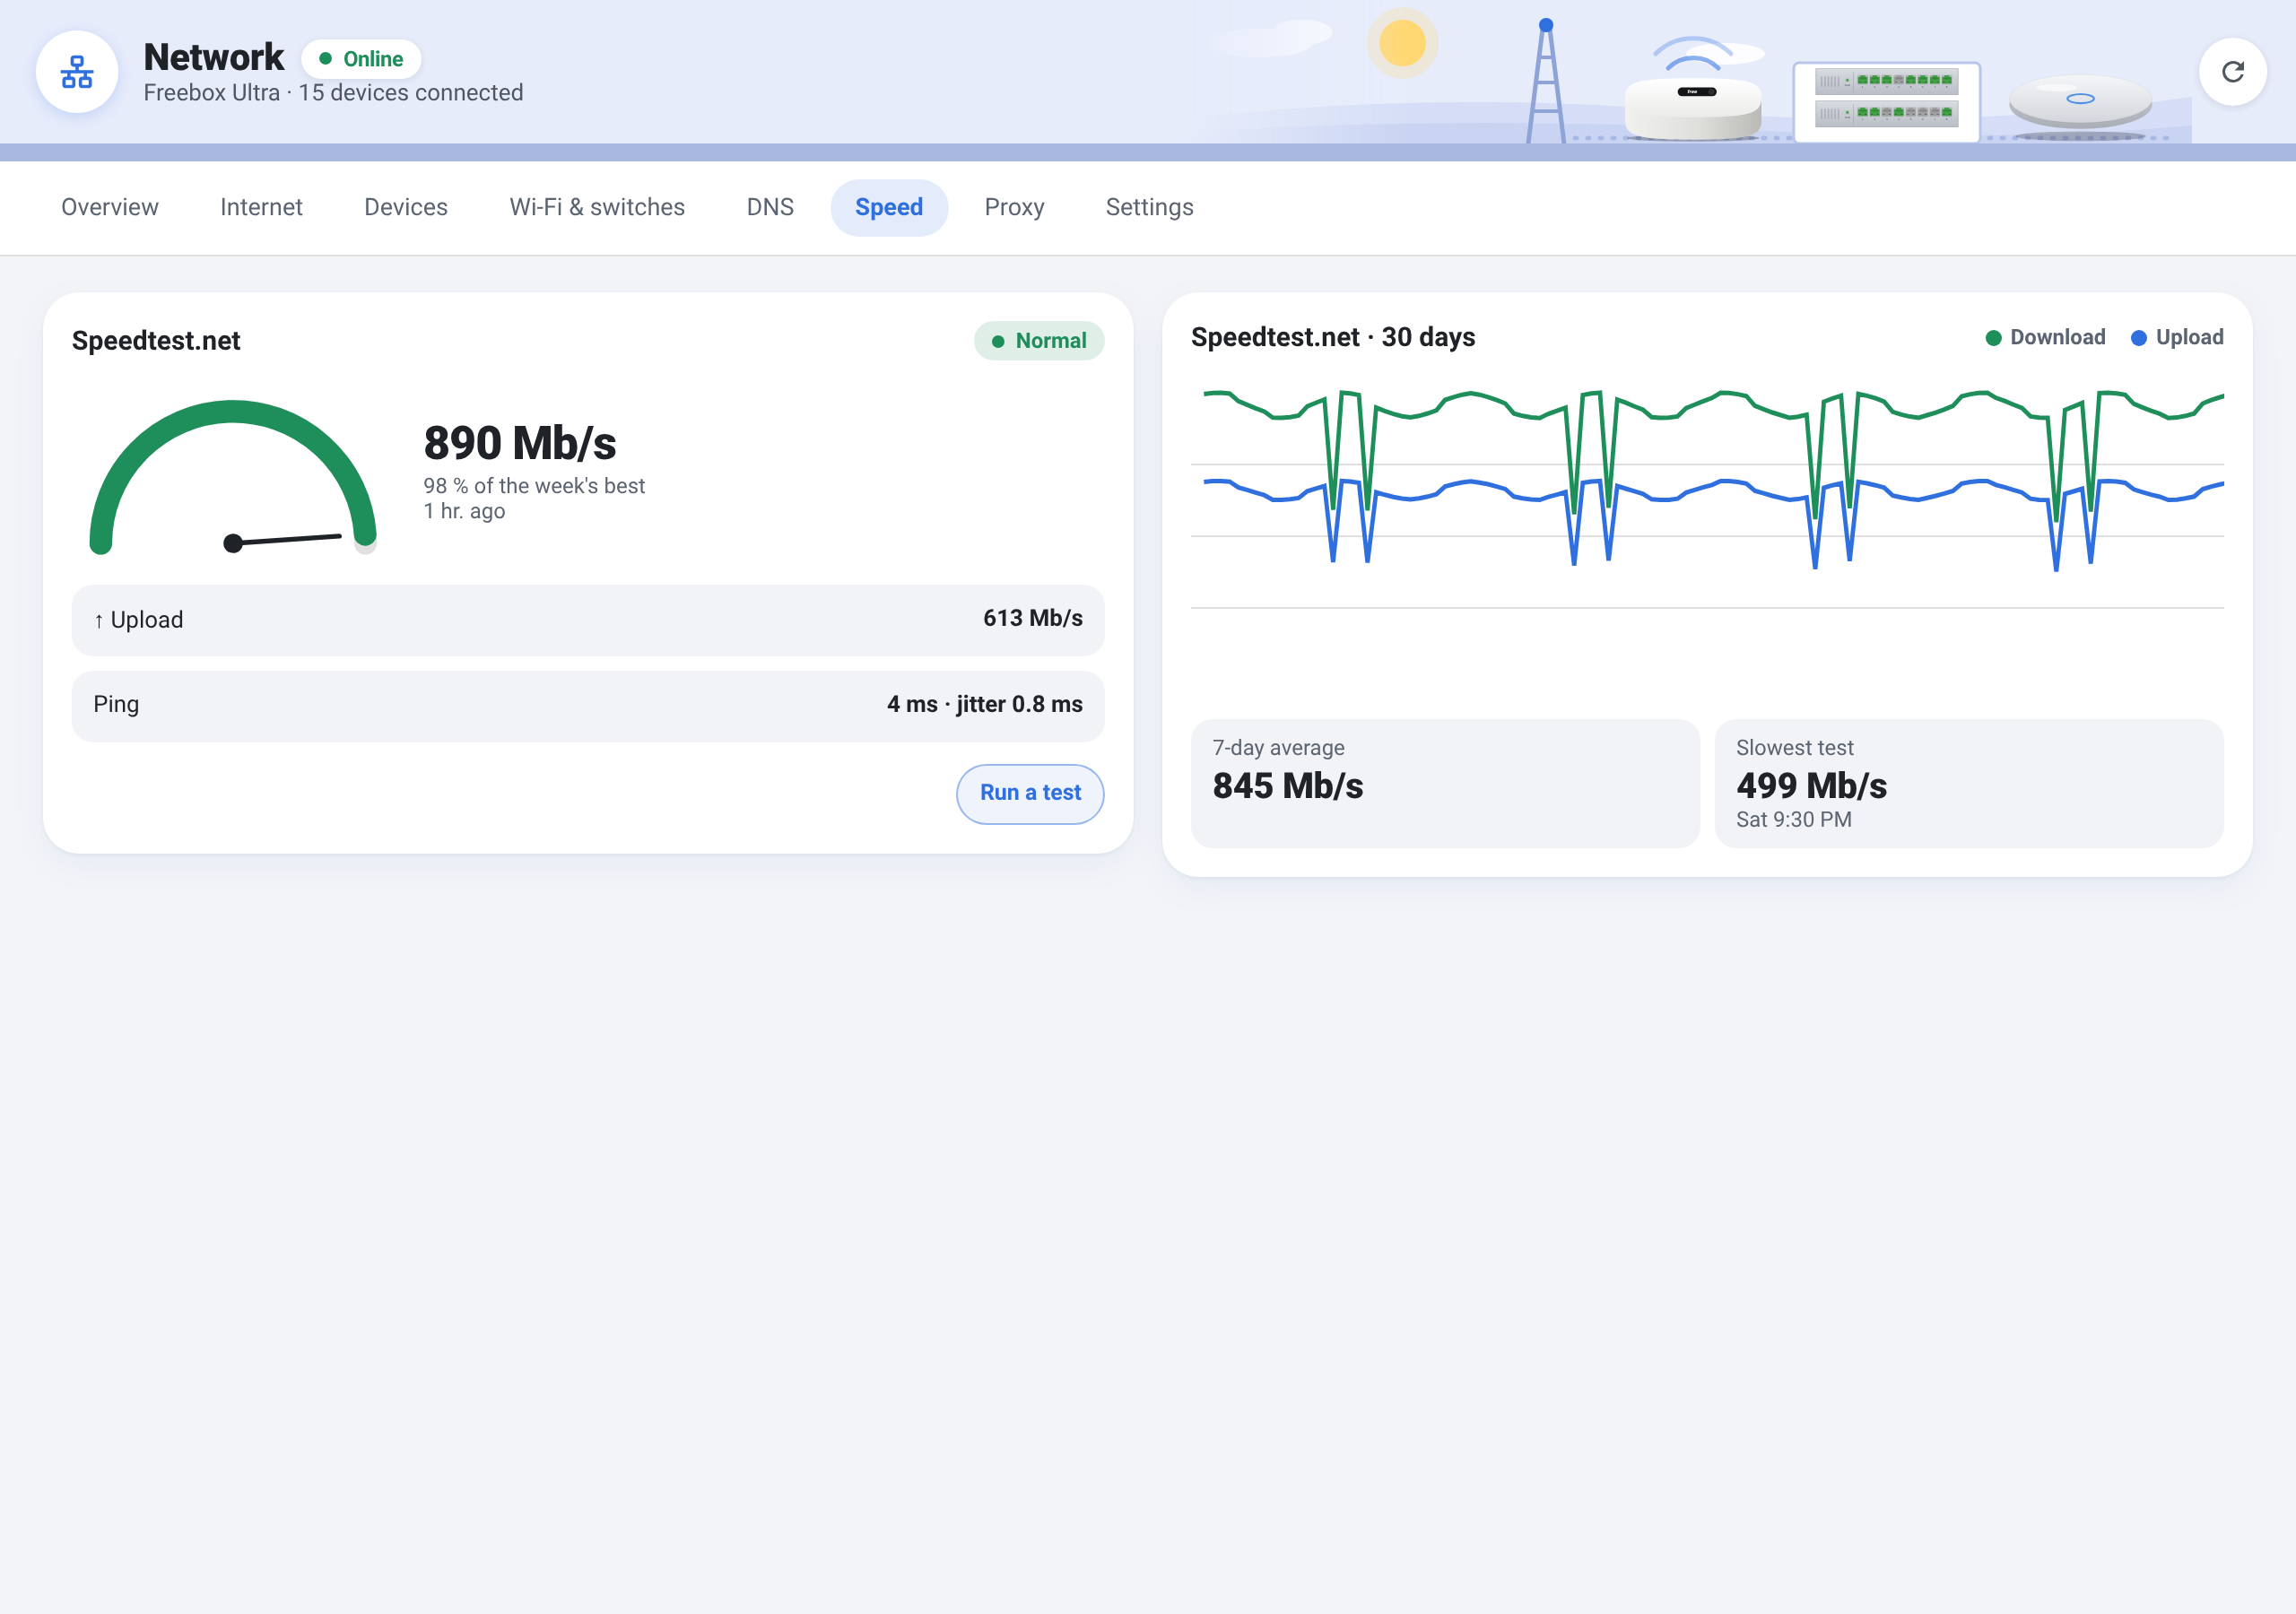 Network
Online
Freebox Ultra · 15 devices connected
free
Overview
Internet
Devices
Wi-Fi & switches
DNS
Speed
Proxy
Settings
Speedtest.net
Normal
890 Mb/s
98 % of the week's best
1 hr. ago
↑ Upload
613 Mb/s
Ping
4 ms · jitter 0.8 ms
Run a test
Speedtest.net · 30 days
Download
Upload
7-day average
845 Mb/s
Slowest test
499 Mb/s
Sat 9:30 PM